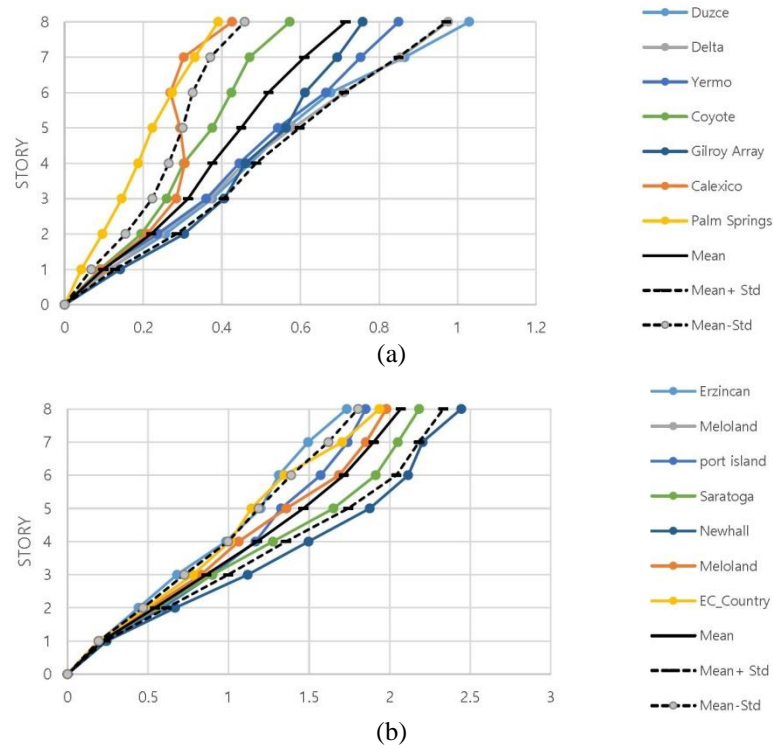 8
7
6
5
4
3
2
1
0
STORY
0
0.2
0.4
0.6
0.8
1
1.2
Duzce
Delta
Yermo
Coyote
Gilroy Array
Calexico
Palm Springs
Mean
Mean+ Std
Mean-Std
(a)
8
7
6
5
4
3
2
1
0
STORY
0
0.5
1
1.5
2
2.5
3
Erzincan
Meloland
port island
Saratoga
Newhall
Meloland
EC_Country
Mean
Mean+ Std
Mean-Std
(b)